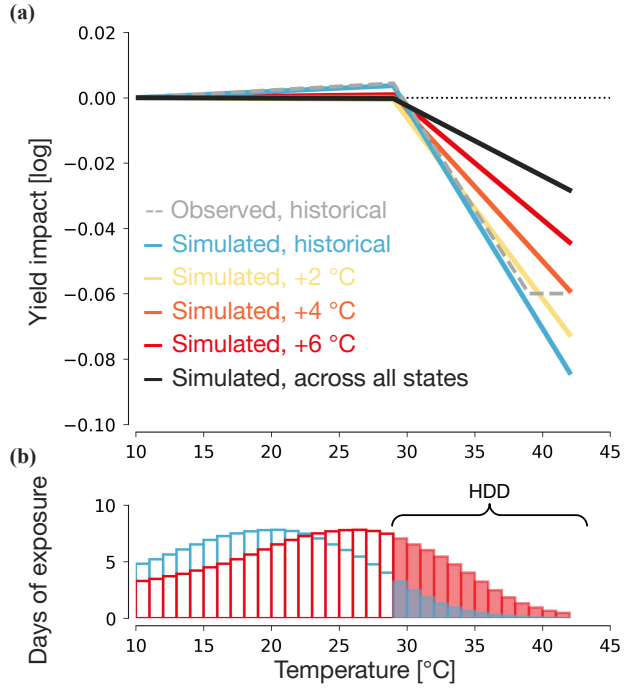 (a)
0.02
0.00
−0.02
−0.04
−0.06
−0.08
−0.10
Yield impact [log]
Observed, historical
Simulated, historical
Simulated, +2 °C
Simulated, +4 °C
Simulated, +6 °C
Simulated, across all states
10 15 20 25 30 35 40 45
(b)
HDD
10
5
0
Days of exposure
10 15 20 25 30 35 40 45
Temperature [°C]